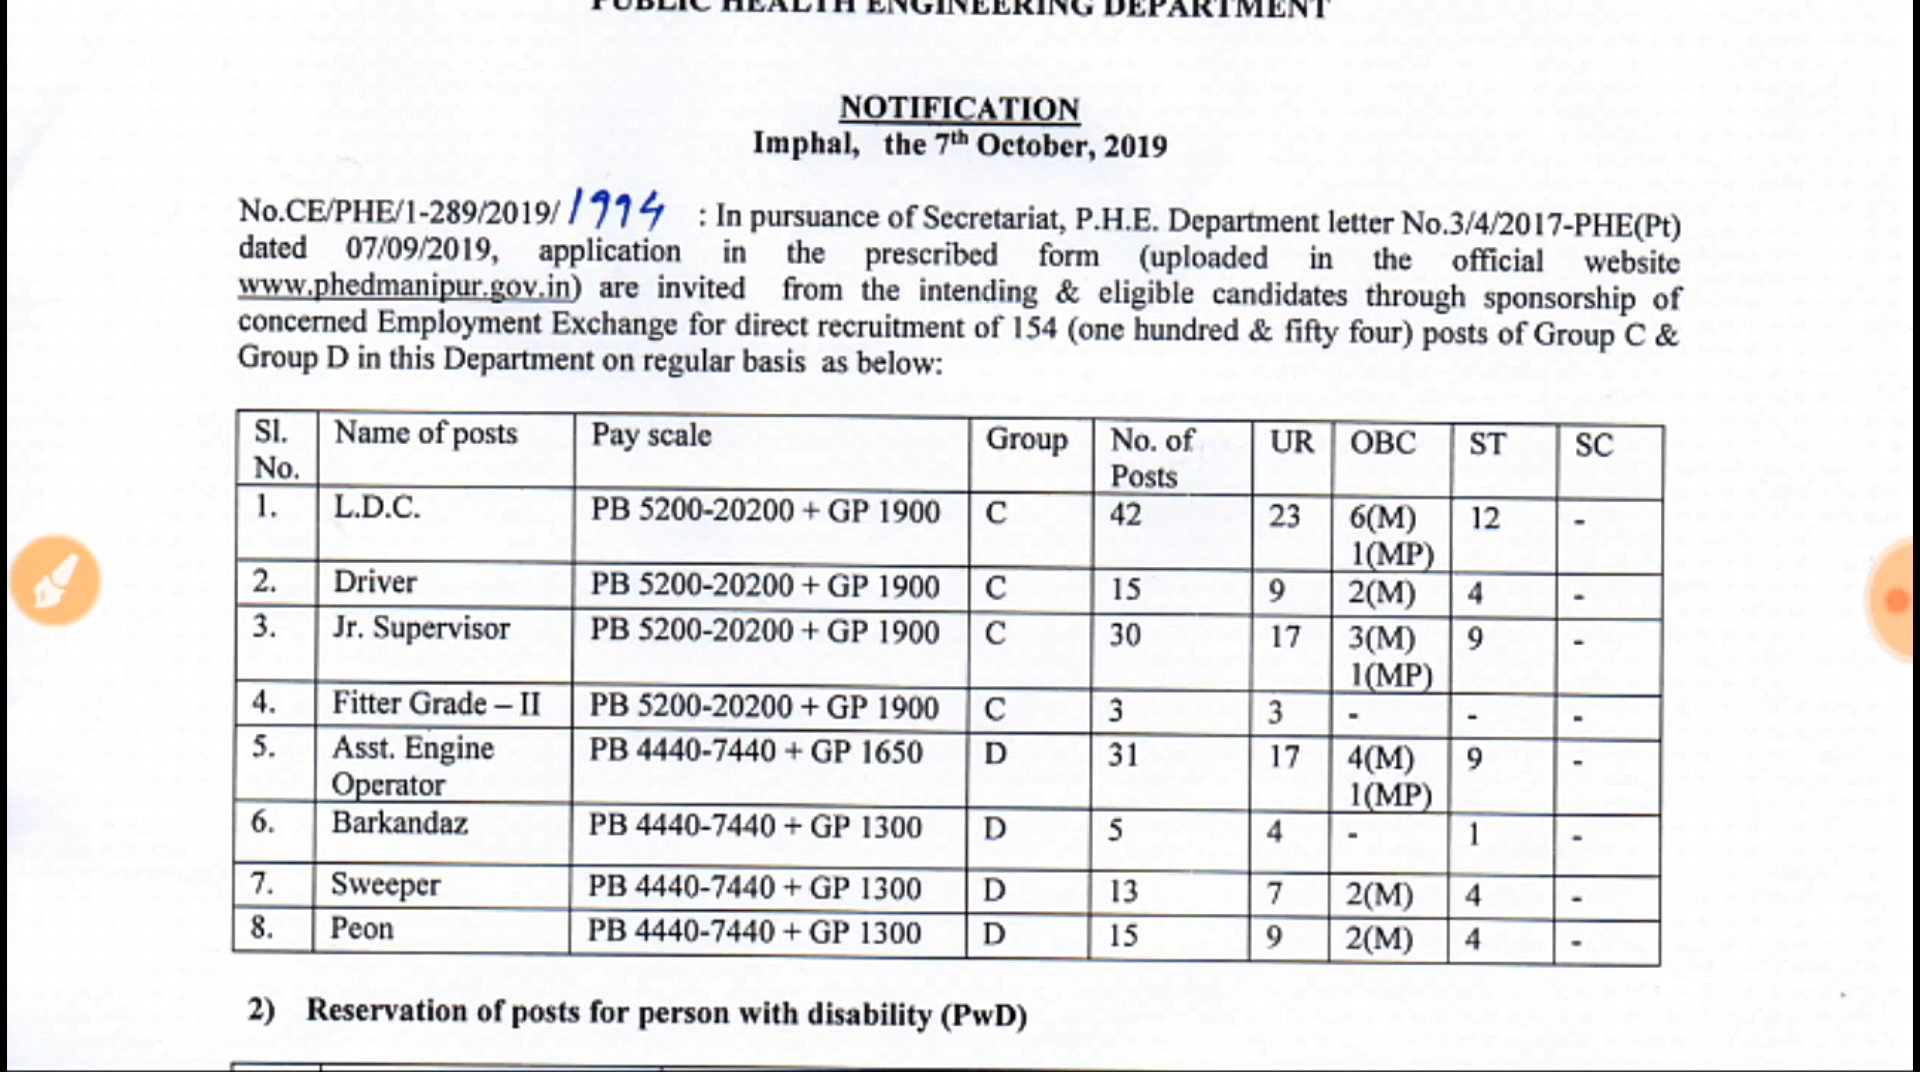 PUBLIC HEALTH ENGINEERING DEPARTMENT
NOTIFICATION
Imphal, the 7th October, 2019
No.CE/PHE/1-289/2019/1994 : In pursuance of Secretariat, P.H.E. Department letter No.3/4/2017-PHE(Pt)
dated 07/09/2019, application in the prescribed form (uploaded in the official website
www.phedmanipur.gov.in) are invited from the intending & eligible candidates through sponsorship of
concerned Employment Exchange for direct recruitment of 154 (one hundred & fifty four) posts of Group C &
Group D in this Department on regular basis as below:
Sl. No. Name of posts Pay scale Group No. of Posts UR OBC ST SC
1. L.D.C. PB 5200-20200 + GP 1900 C 42 23 6(M) 1(MP) 12 -
2. Driver PB 5200-20200 + GP 1900 C 15 9 2(M) 4 -
3. Jr. Supervisor PB 5200-20200 + GP 1900 C 30 17 3(M) 1(MP) 9 -
4. Fitter Grade – II PB 5200-20200 + GP 1900 C 3 3 - - -
5. Asst. Engine Operator PB 4440-7440 + GP 1650 D 31 17 4(M) 1(MP) 9 -
6. Barkandaz PB 4440-7440 + GP 1300 D 5 4 - 1 -
7. Sweeper PB 4440-7440 + GP 1300 D 13 7 2(M) 4 -
8. Peon PB 4440-7440 + GP 1300 D 15 9 2(M) 4 -
2) Reservation of posts for person with disability (PwD)